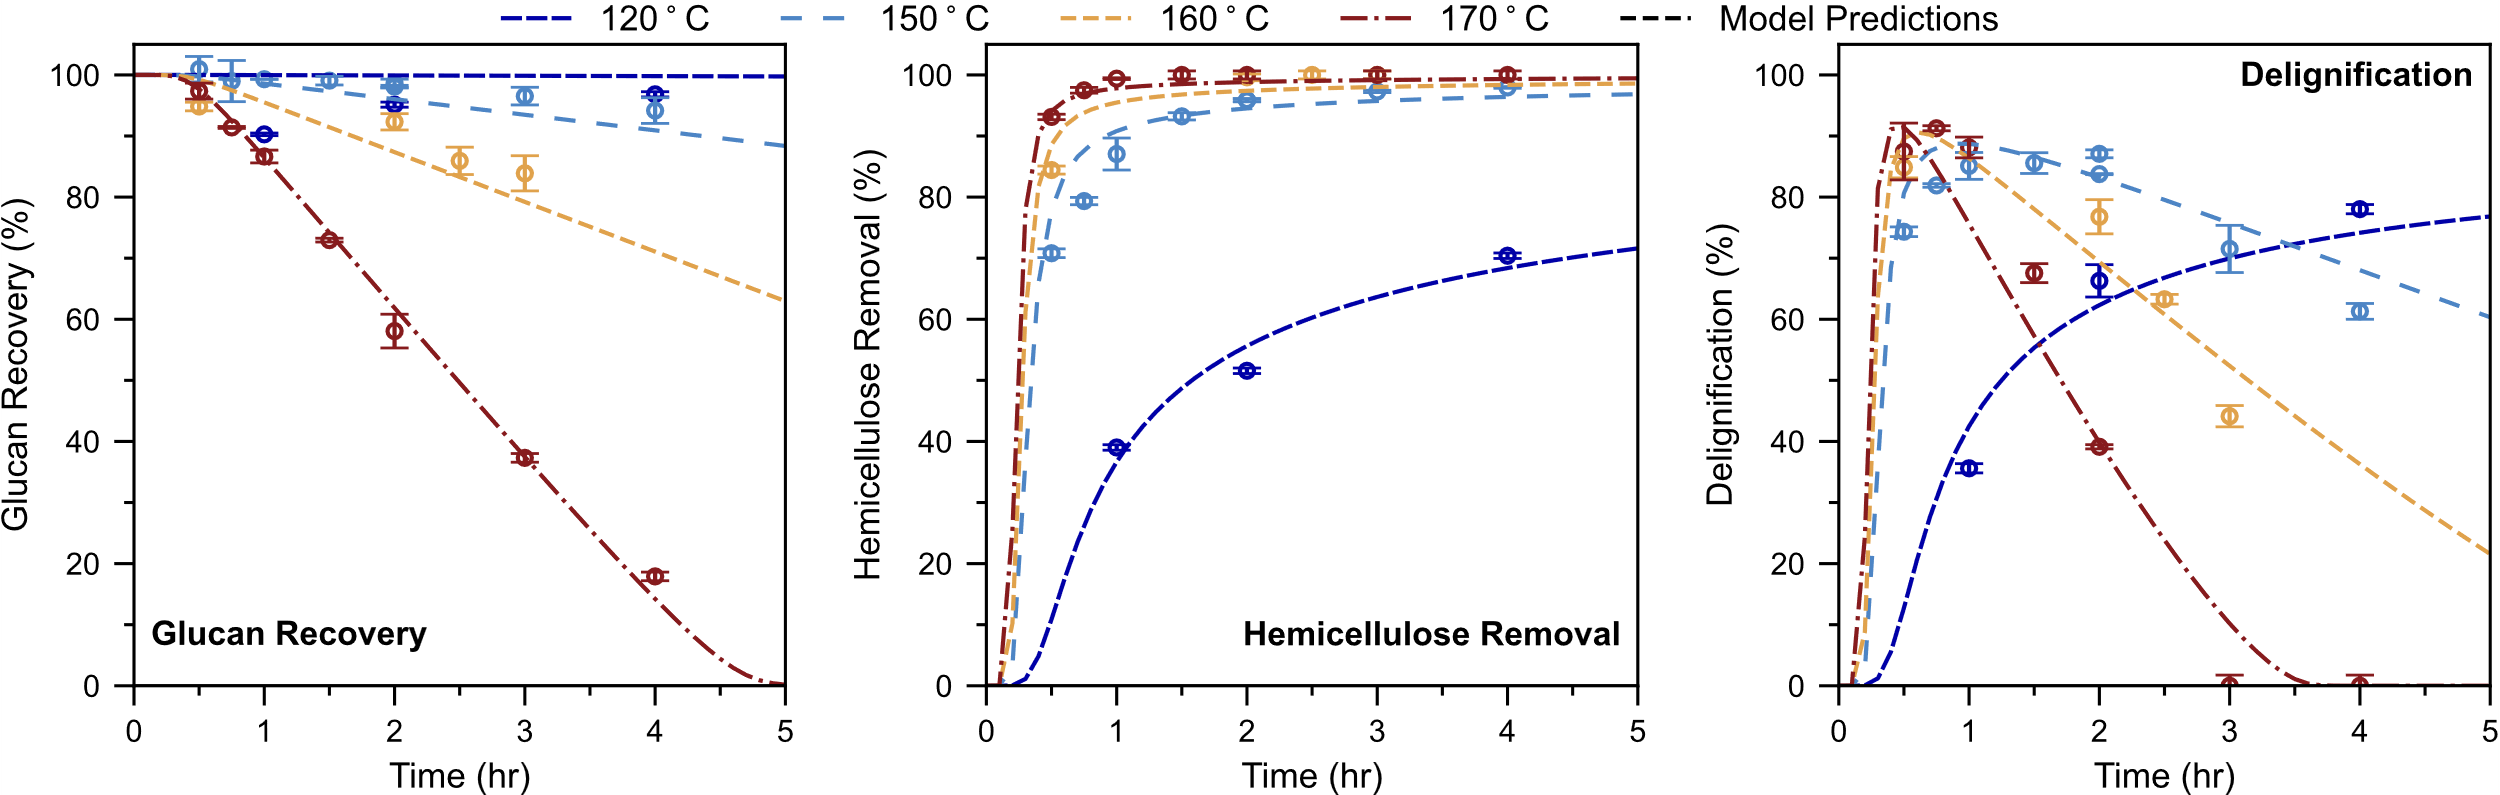 120 ° C 150 ° C 160 ° C 170 ° C Model Predictions
Glucan Recovery (%)
100
80
60
40
20
0
Glucan Recovery
0 1 2 3 4 5
Time (hr)
Hemicellulose Removal (%)
100
80
60
40
20
0
Hemicellulose Removal
0 1 2 3 4 5
Time (hr)
Delignification (%)
100
80
60
40
20
0
Delignification
0 1 2 3 4 5
Time (hr)